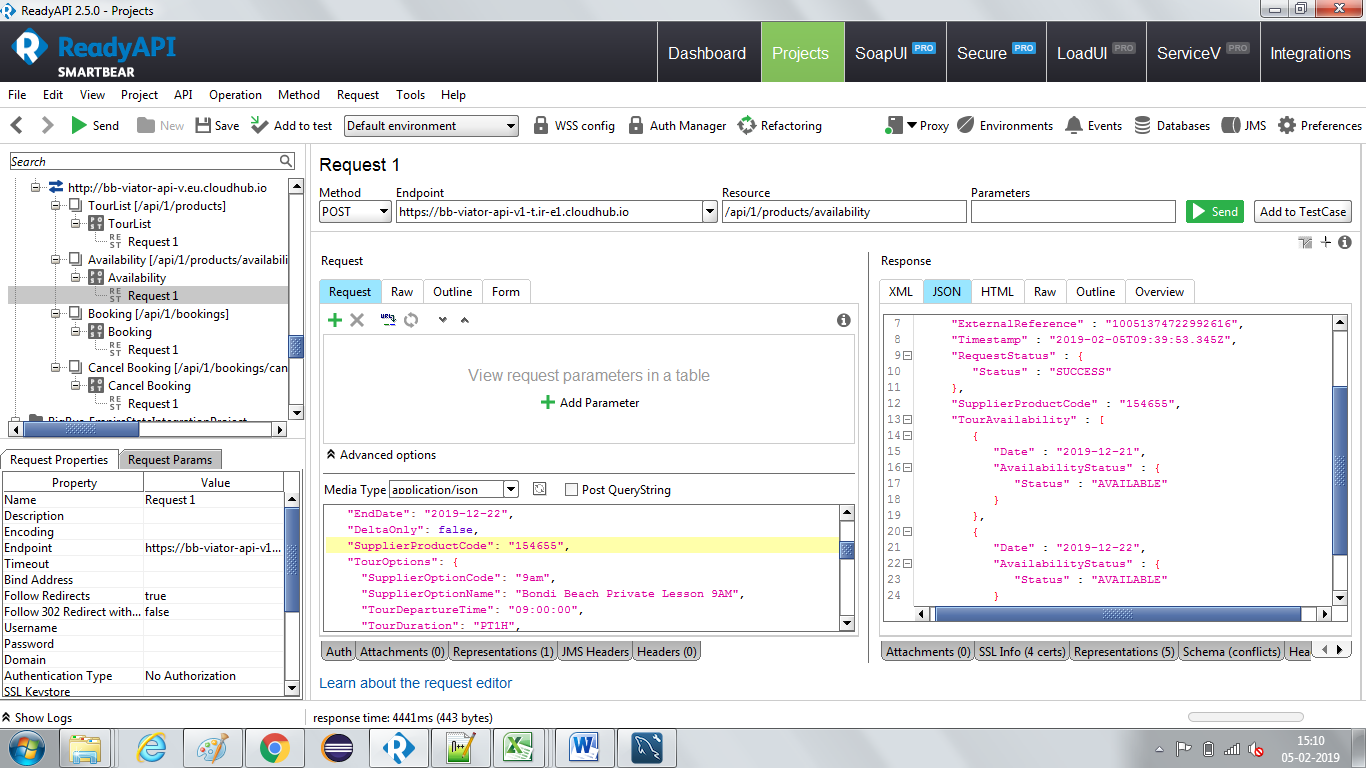 ReadyAPI 2.5.0 - Projects
ReadyAPI
SMARTBEAR
Dashboard
Projects
SoapUI PRO
Secure PRO
LoadUI PRO
ServiceV PRO
Integrations
File Edit View Project API Operation Method Request Tools Help
Send New Save Add to test Default environment WSS config Auth Manager Refactoring Proxy Environments Events Databases JMS Preferences
Search
http://bb-viator-api-v.eu.cloudhub.io
TourList [/api/1/products]
TourList
Request 1
Availability [/api/1/products/availabili
Availability
Request 1
Booking [/api/1/bookings]
Booking
Request 1
Cancel Booking [/api/1/bookings/can
Cancel Booking
Request 1
Request Properties Request Params
Property Value
Name Request 1
Description
Encoding
Endpoint https://bb-viator-api-v1...
Timeout
Bind Address
Follow Redirects true
Follow 302 Redirect with... false
Username
Password
Domain
Authentication Type No Authorization
SSL Keystore
Show Logs
Request 1
Method Endpoint Resource Parameters
POST https://bb-viator-api-v1-t.ir-e1.cloudhub.io /api/1/products/availability Send Add to TestCase
Request
Request Raw Outline Form
View request parameters in a table
Add Parameter
Advanced options
Media Type application/json Post QueryString
"EndDate": "2019-12-22",
"DeltaOnly": false,
"SupplierProductCode": "154655",
"TourOptions": {
"SupplierOptionCode": "9am",
"SupplierOptionName": "Bondi Beach Private Lesson 9AM",
"TourDepartureTime": "09:00:00",
"TourDuration": "PT1H",
Auth Attachments (0) Representations (1) JMS Headers Headers (0)
Learn about the request editor
response time: 4441ms (443 bytes)
Response
XML JSON HTML Raw Outline Overview
7 "ExternalReference" : "10051374722992616",
8 "Timestamp" : "2019-02-05T09:39:53.345Z",
9 "RequestStatus" : {
10 "Status" : "SUCCESS"
11 },
12 "SupplierProductCode" : "154655",
13 "TourAvailability" : [
14 {
15 "Date" : "2019-12-21",
16 "AvailabilityStatus" : {
17 "Status" : "AVAILABLE"
18 }
19 },
20 {
21 "Date" : "2019-12-22",
22 "AvailabilityStatus" : {
23 "Status" : "AVAILABLE"
24 }
Attachments (0) SSL Info (4 certs) Representations (5) Schema (conflicts) Hea
15:10
05-02-2019